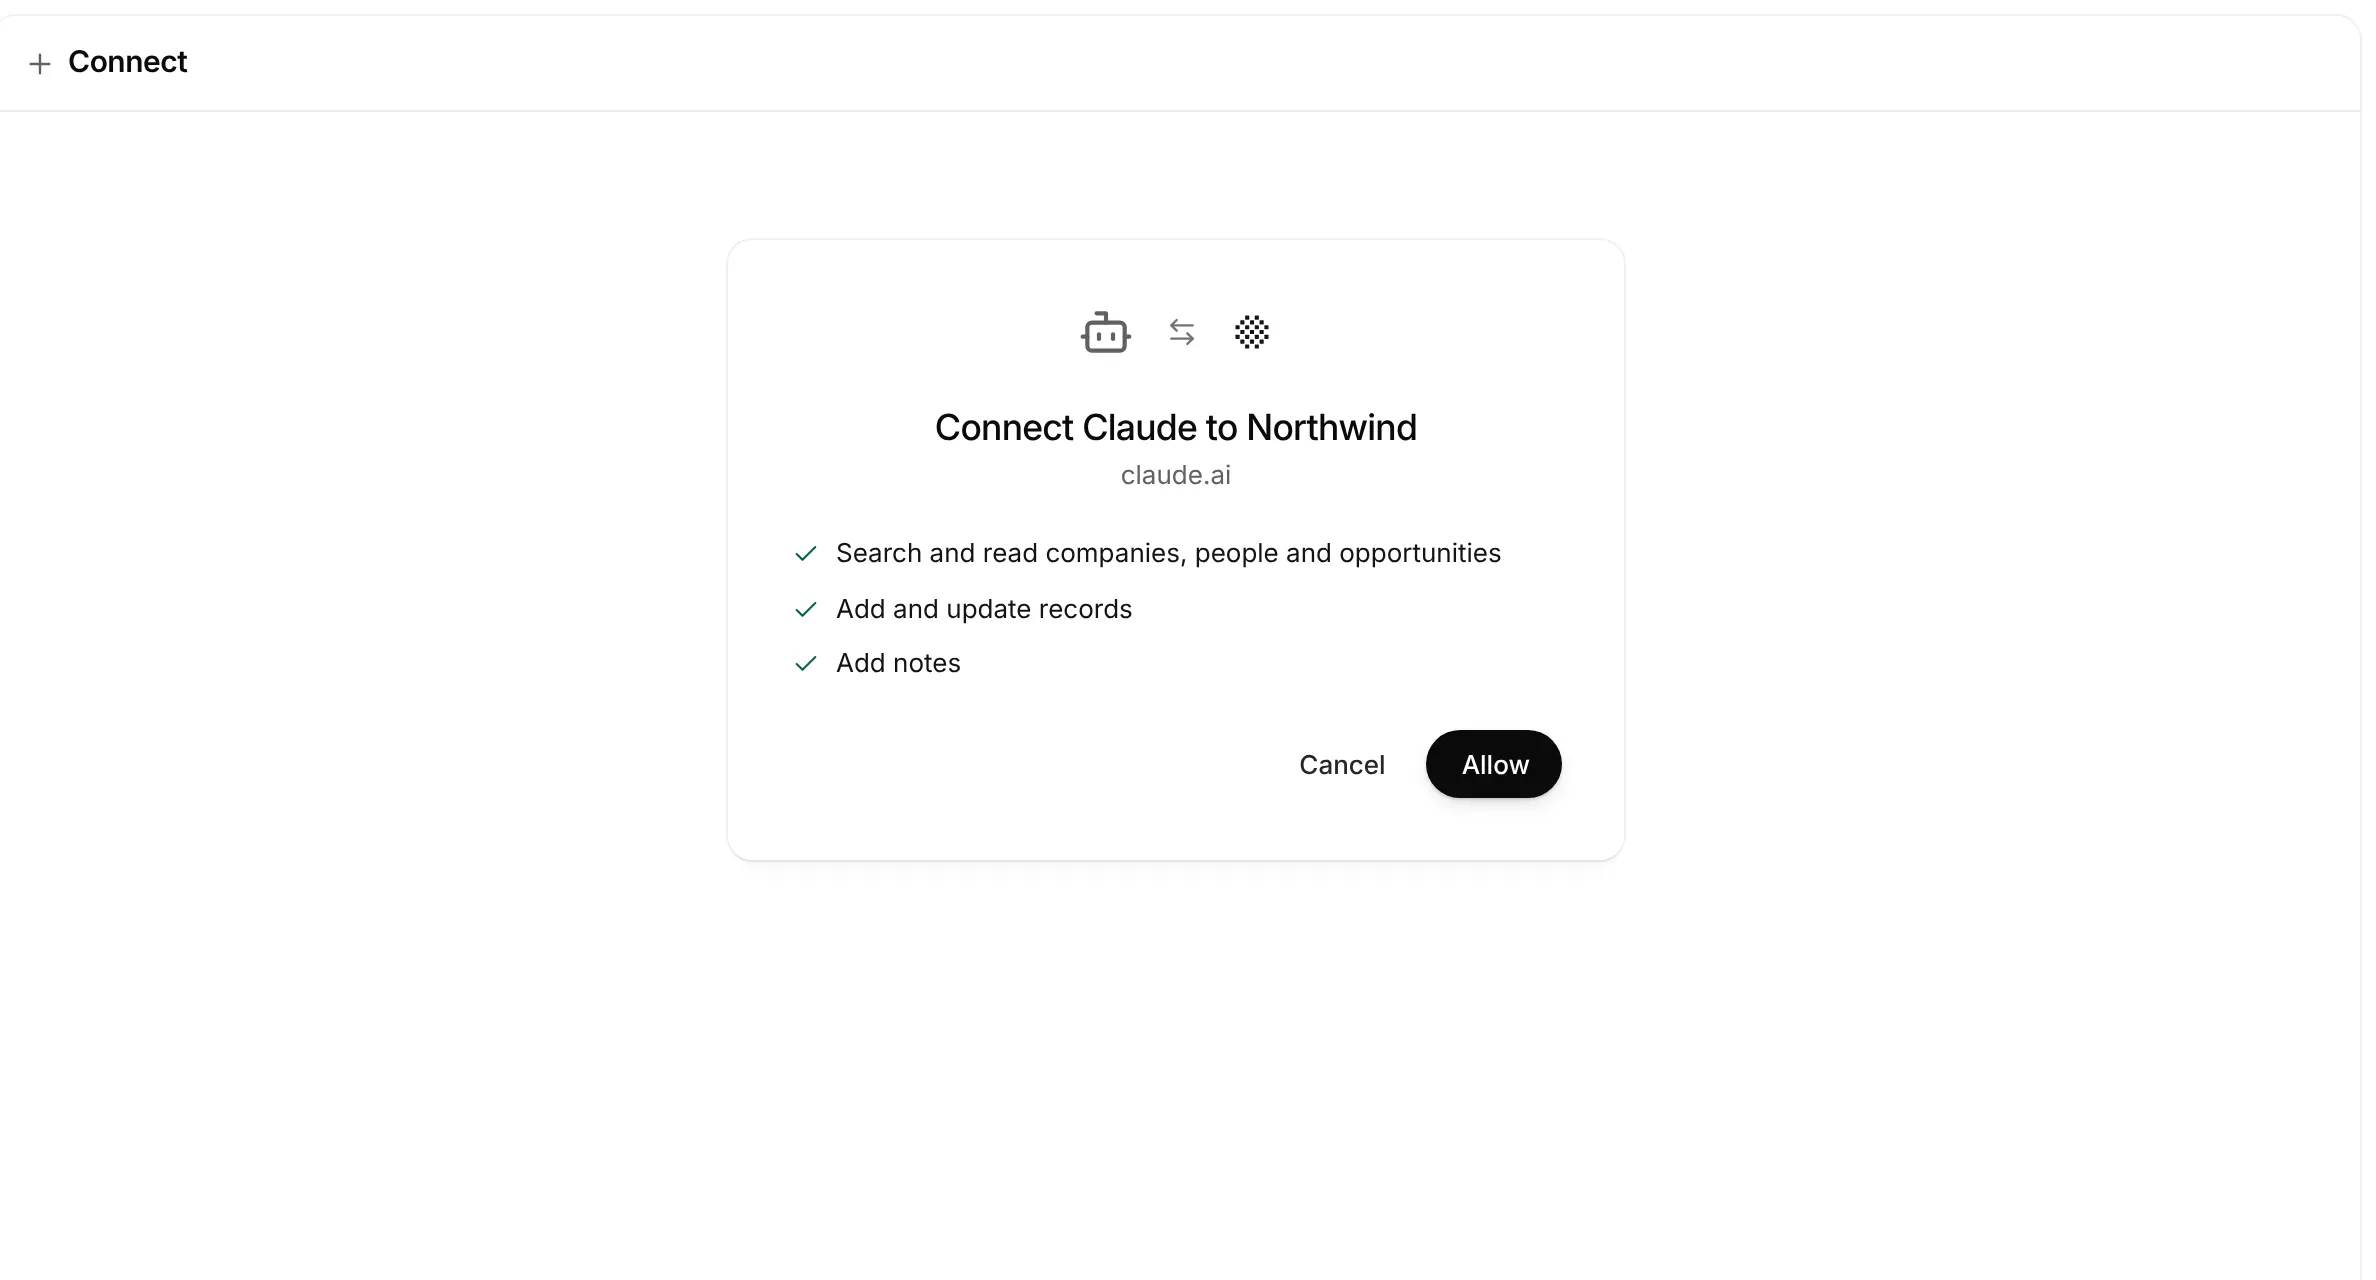 Connect
Connect Claude to Northwind
claude.ai
Search and read companies, people and opportunities
Add and update records
Add notes
Cancel
Allow